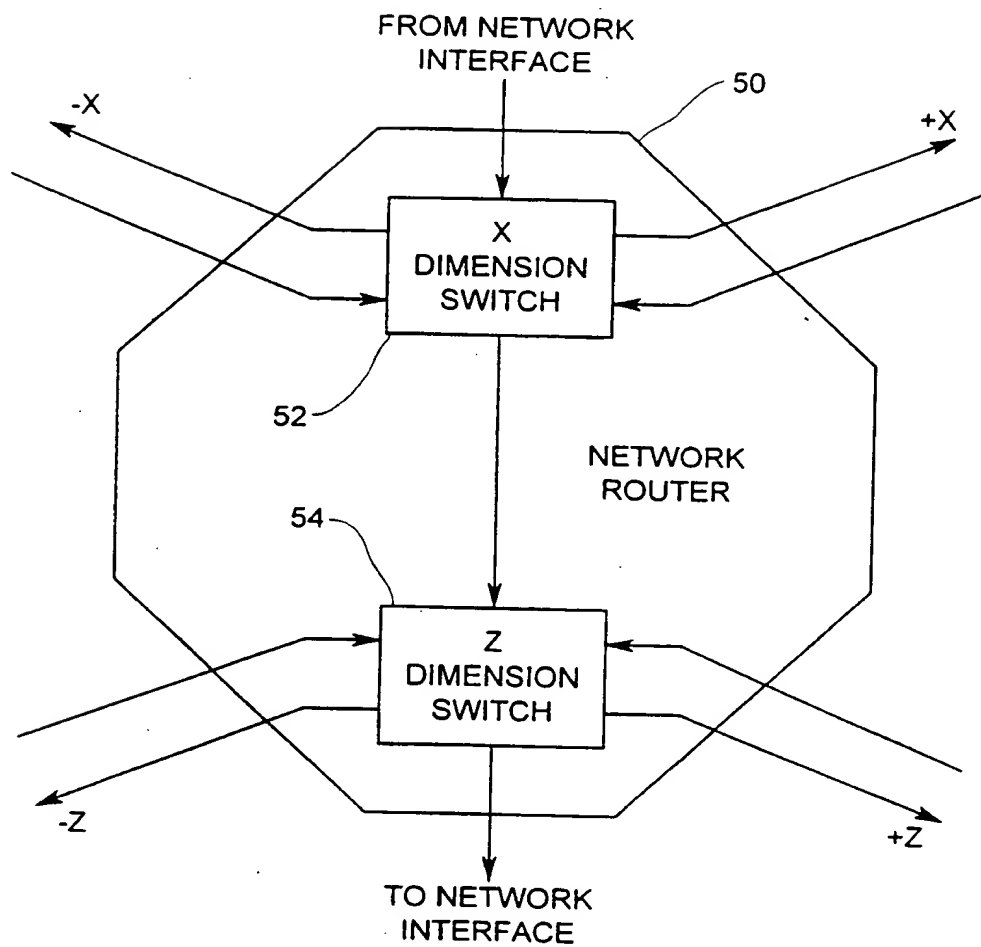 FROM NETWORK
INTERFACE
50
-X
+X
X
DIMENSION
SWITCH
52
NETWORK
ROUTER
54
Z
DIMENSION
SWITCH
-Z
+Z
TO NETWORK
INTERFACE